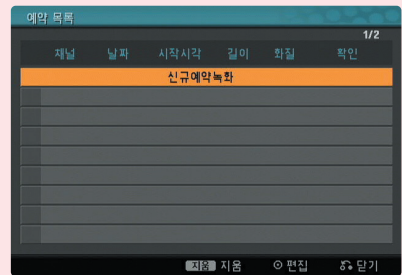 예약 목록
1/2
채널 날짜 시작시각 길이 화질 확인
신규예약녹화
지움 지움 ⊙ 편집 닫기